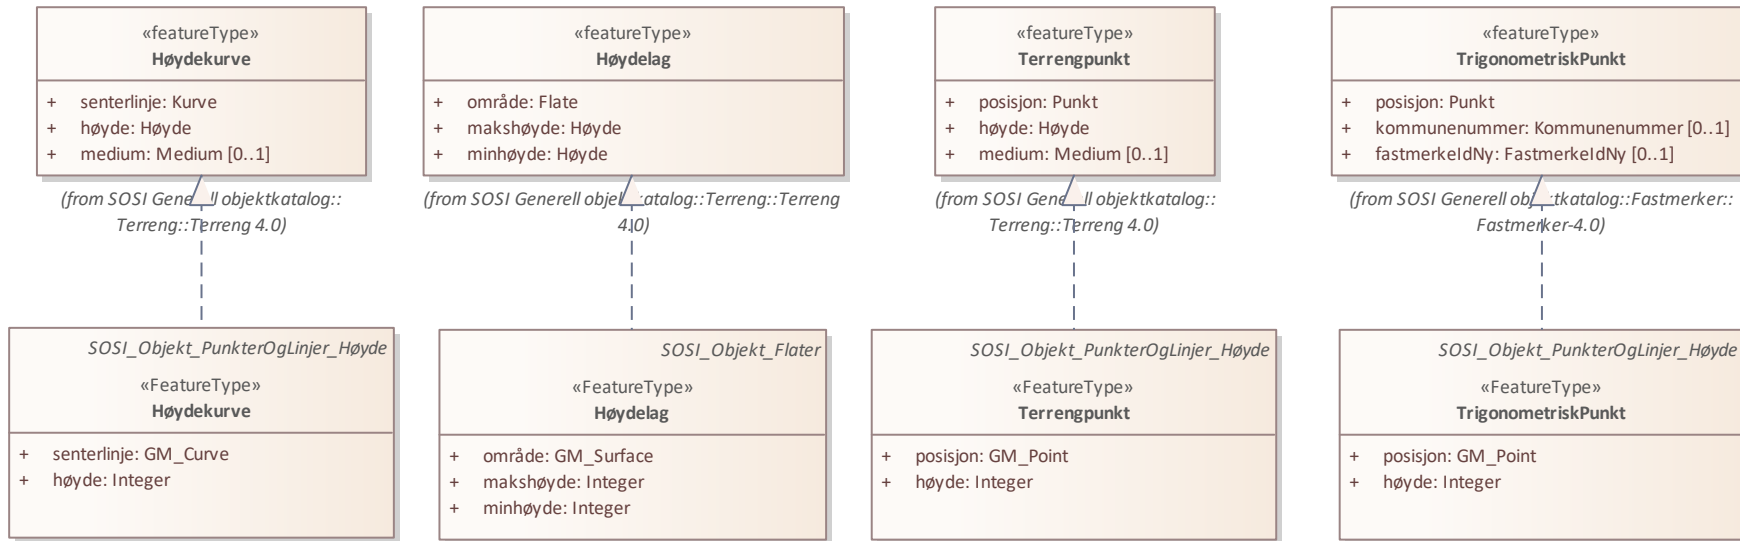 «featureType»
Høydekurve
+ senterlinje: Kurve
+ høyde: Høyde
+ medium: Medium [0..1]
(from SOSI Generell objektkatalog::
Terreng::Terreng 4.0)
«featureType»
Høydelag
+ område: Flate
+ makshøyde: Høyde
+ minhøyde: Høyde
(from SOSI Generell objektkatalog::Terreng::Terreng
4.0)
«featureType»
Terrengpunkt
+ posisjon: Punkt
+ høyde: Høyde
+ medium: Medium [0..1]
(from SOSI Generell objektkatalog::
Terreng::Terreng 4.0)
«featureType»
TrigonometriskPunkt
+ posisjon: Punkt
+ kommunenummer: Kommunenummer [0..1]
+ fastmerkeIdNy: FastmerkeIdNy [0..1]
(from SOSI Generell objektkatalog::Fastmerker::
Fastmerker-4.0)
SOSI_Objekt_PunkterOgLinjer_Høyde
«FeatureType»
Høydekurve
+ senterlinje: GM_Curve
+ høyde: Integer
SOSI_Objekt_Flater
«FeatureType»
Høydelag
+ område: GM_Surface
+ makshøyde: Integer
+ minhøyde: Integer
SOSI_Objekt_PunkterOgLinjer_Høyde
«FeatureType»
Terrengpunkt
+ posisjon: GM_Point
+ høyde: Integer
SOSI_Objekt_PunkterOgLinjer_Høyde
«FeatureType»
TrigonometriskPunkt
+ posisjon: GM_Point
+ høyde: Integer